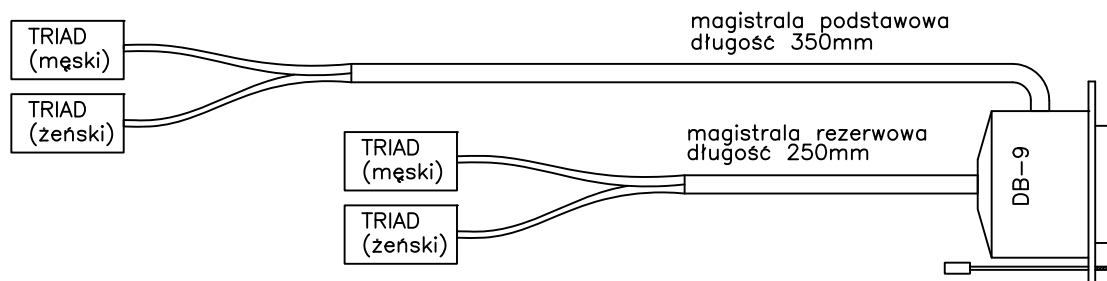 TRIAD
(męski)
TRIAD
(żeński)
magistrala podstawowa
długość 350mm
TRIAD
(męski)
TRIAD
(żeński)
magistrala rezerwowa
długość 250mm
DB-9